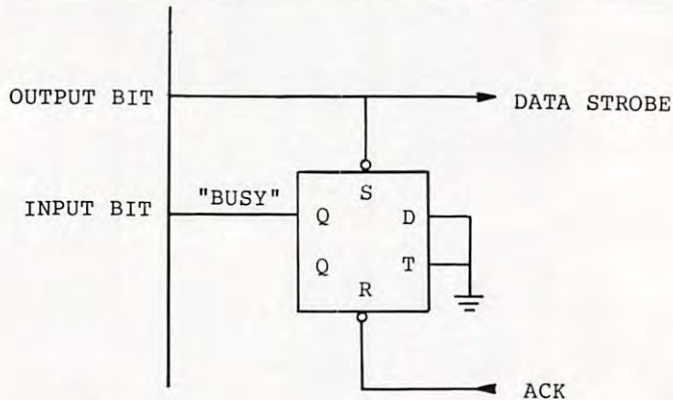 OUTPUT BIT
DATA STROBE
"BUSY"
S
INPUT BIT
Q
D
Q
T
R
ACK